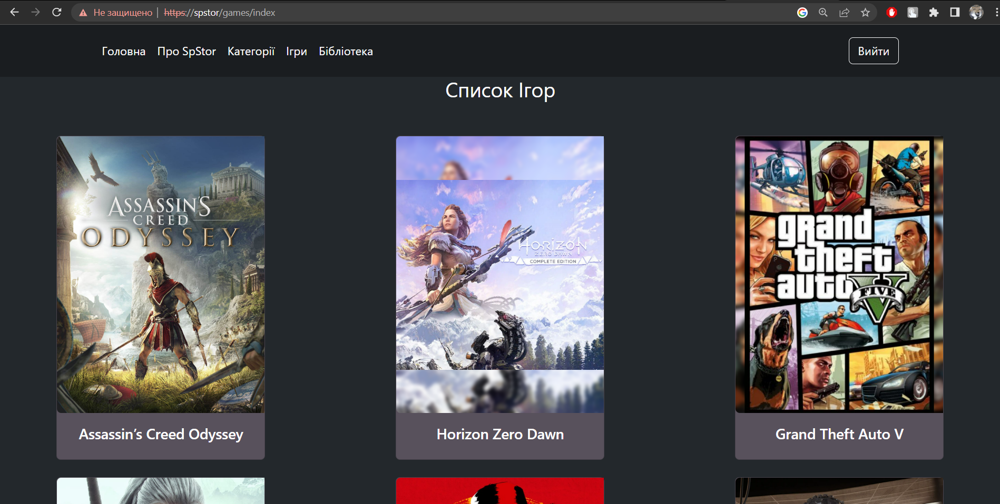 Не защищено | https://spstor/games/index
Головна Про SpStor Категорії Ігри Бібліотека Вийти
Список Ігор
ASSASSIN'S
CREED
ODYSSEY
HORIZON
ZERO DAWN
COMPLETE EDITION
grand
theft
auto V
FIVE
Assassin’s Creed Odyssey
Horizon Zero Dawn
Grand Theft Auto V